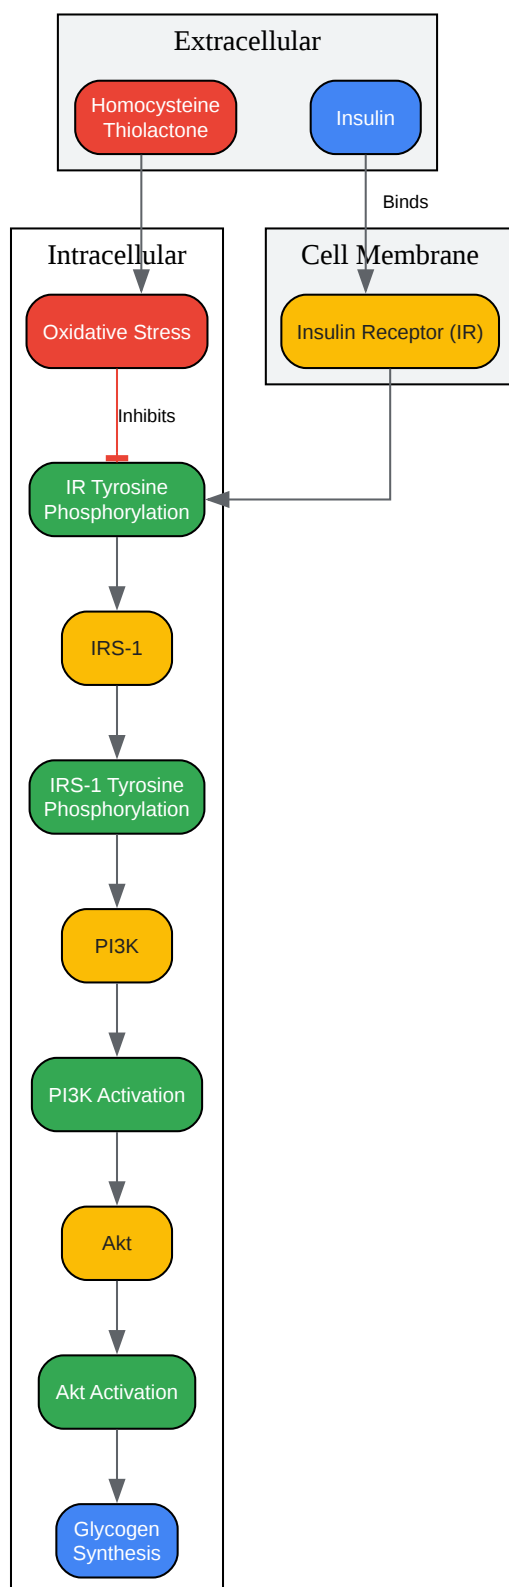 Extracellular
Homocysteine
Thiolactone
Insulin
Binds
Intracellular
Cell Membrane
Oxidative Stress
Insulin Receptor (IR)
Inhibits
IR Tyrosine
Phosphorylation
IRS-1
IRS-1 Tyrosine
Phosphorylation
PI3K
PI3K Activation
Akt
Akt Activation
Glycogen
Synthesis